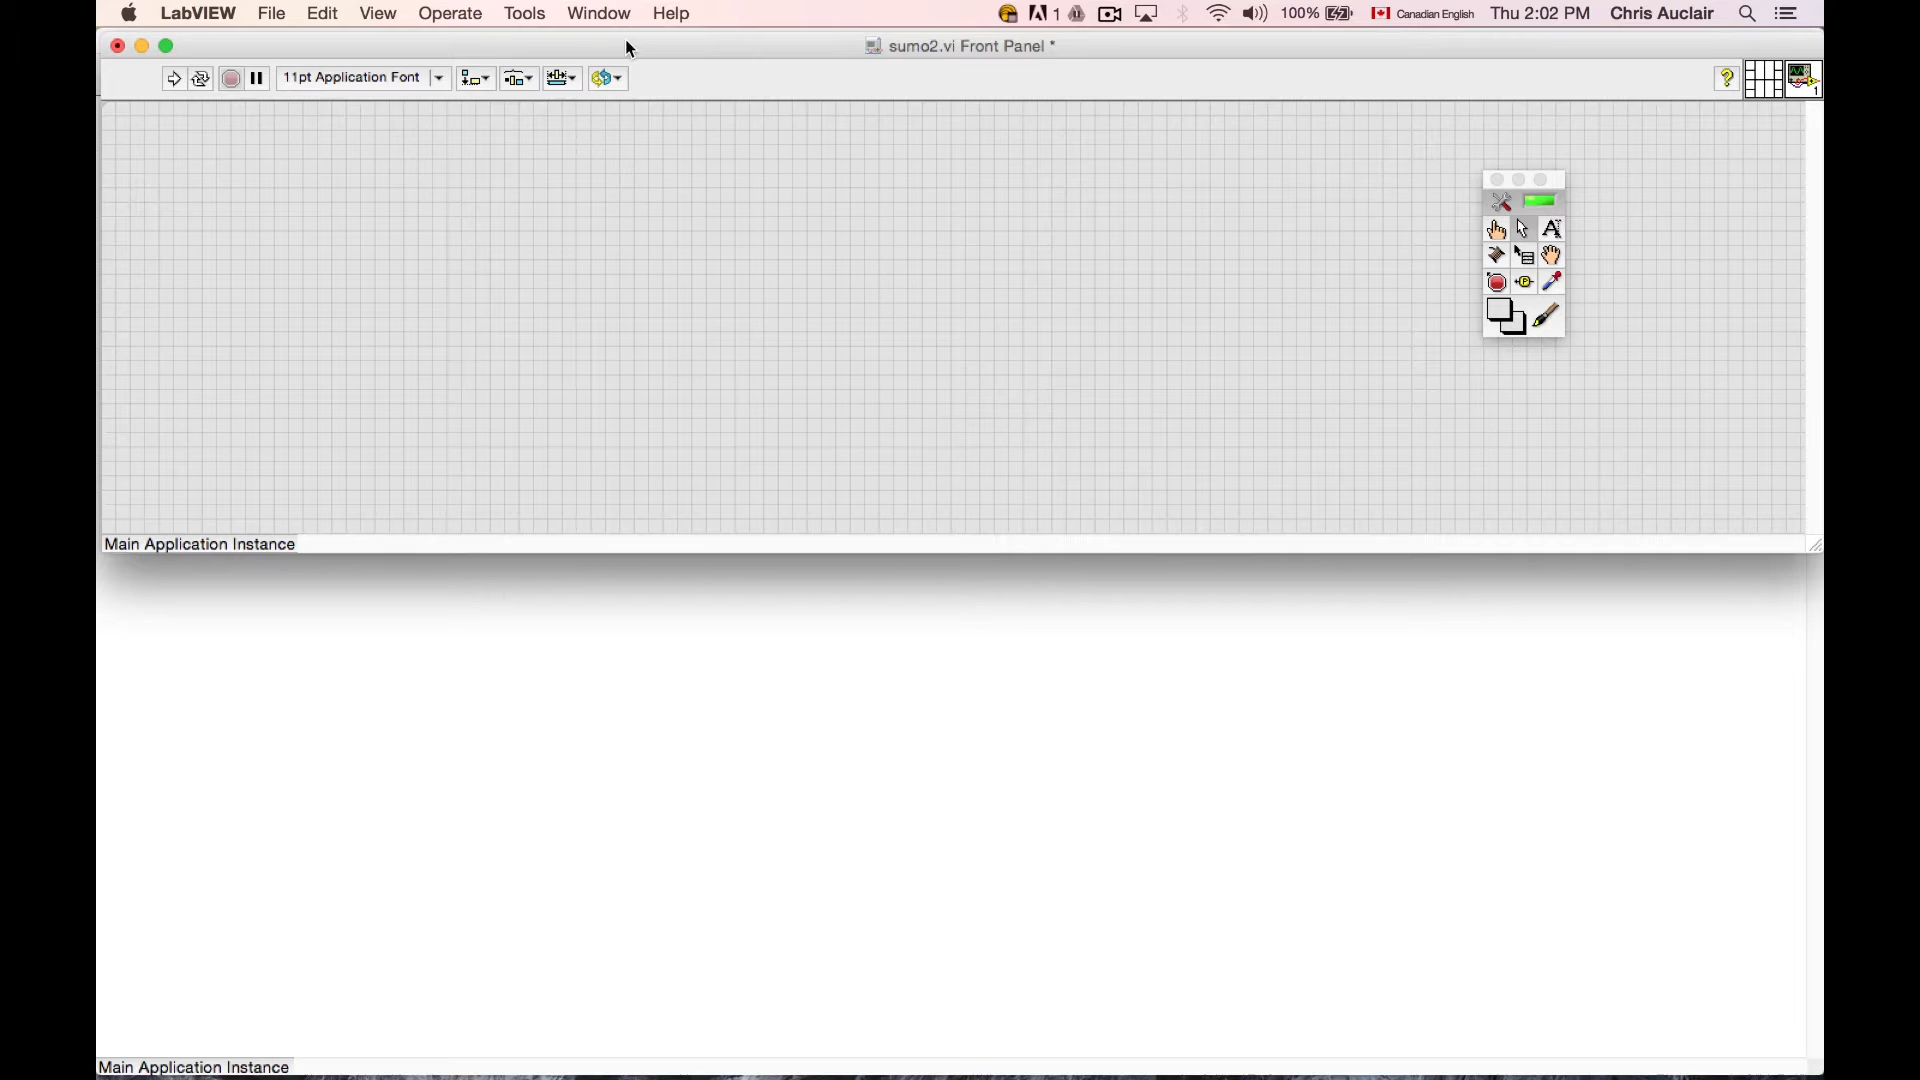 LabVIEW File Edit View Operate Tools Window Help 1 100% Canadian English Thu 2:02 PM Chris Auclair
sumo2.vi Front Panel *
11pt Application Font ?
1
A
P
Main Application Instance
Main Application Instance